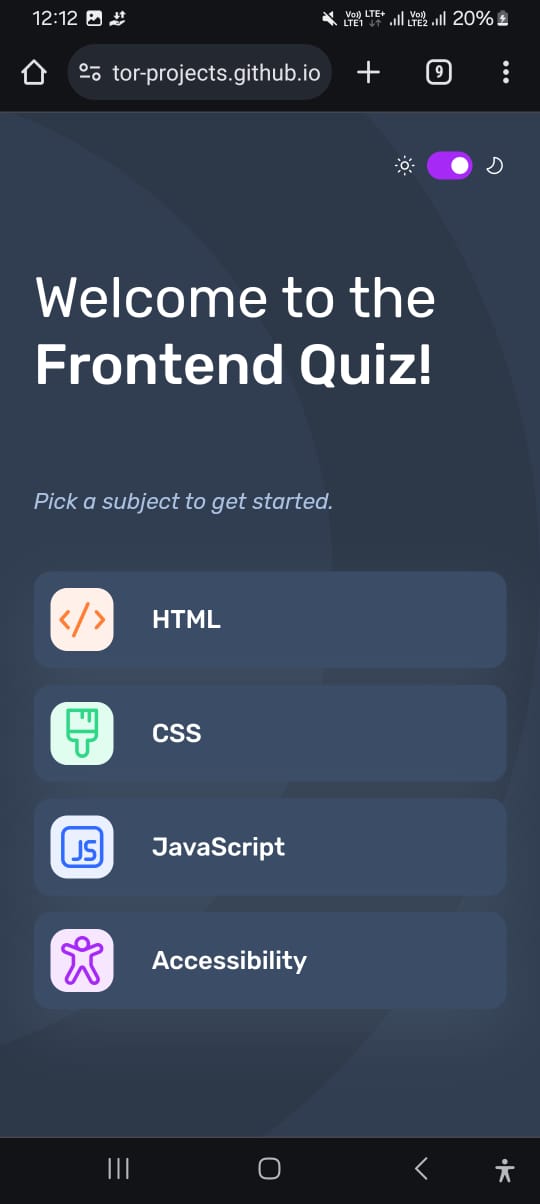 12:12
Vo) LTE+
LTE1
Vo)
LTE2
20%
tor-projects.github.io
9
Welcome to the
Frontend Quiz!
Pick a subject to get started.
HTML
CSS
JS
JavaScript
Accessibility